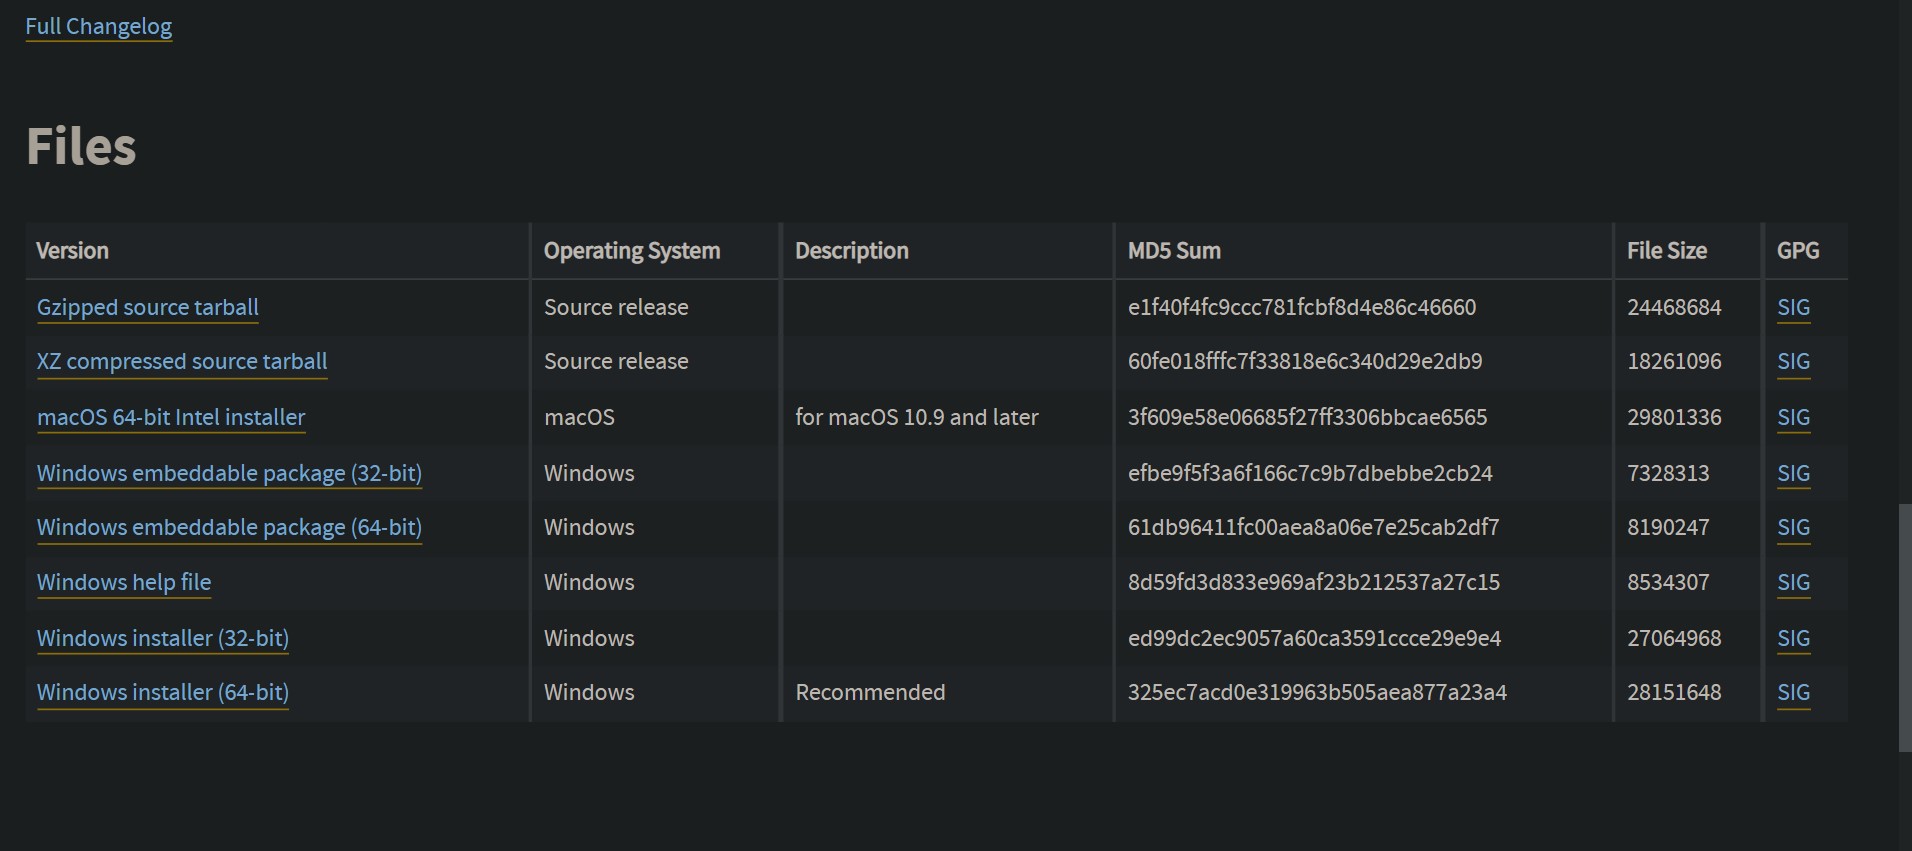 Full Changelog
Files
Version Operating System Description MD5 Sum File Size GPG
Gzipped source tarball Source release e1f40f4fc9ccc781fcbf8d4e86c46660 24468684 SIG
XZ compressed source tarball Source release 60fe018fffc7f33818e6c340d29e2db9 18261096 SIG
macOS 64-bit Intel installer macOS for macOS 10.9 and later 3f609e58e06685f27ff3306bbcae6565 29801336 SIG
Windows embeddable package (32-bit) Windows efbe9f5f3a6f166c7c9b7dbebbe2cb24 7328313 SIG
Windows embeddable package (64-bit) Windows 61db96411fc00aea8a06e7e25cab2df7 8190247 SIG
Windows help file Windows 8d59fd3d833e969af23b212537a27c15 8534307 SIG
Windows installer (32-bit) Windows ed99dc2ec9057a60ca3591ccce29e9e4 27064968 SIG
Windows installer (64-bit) Windows Recommended 325ec7acd0e319963b505aea877a23a4 28151648 SIG